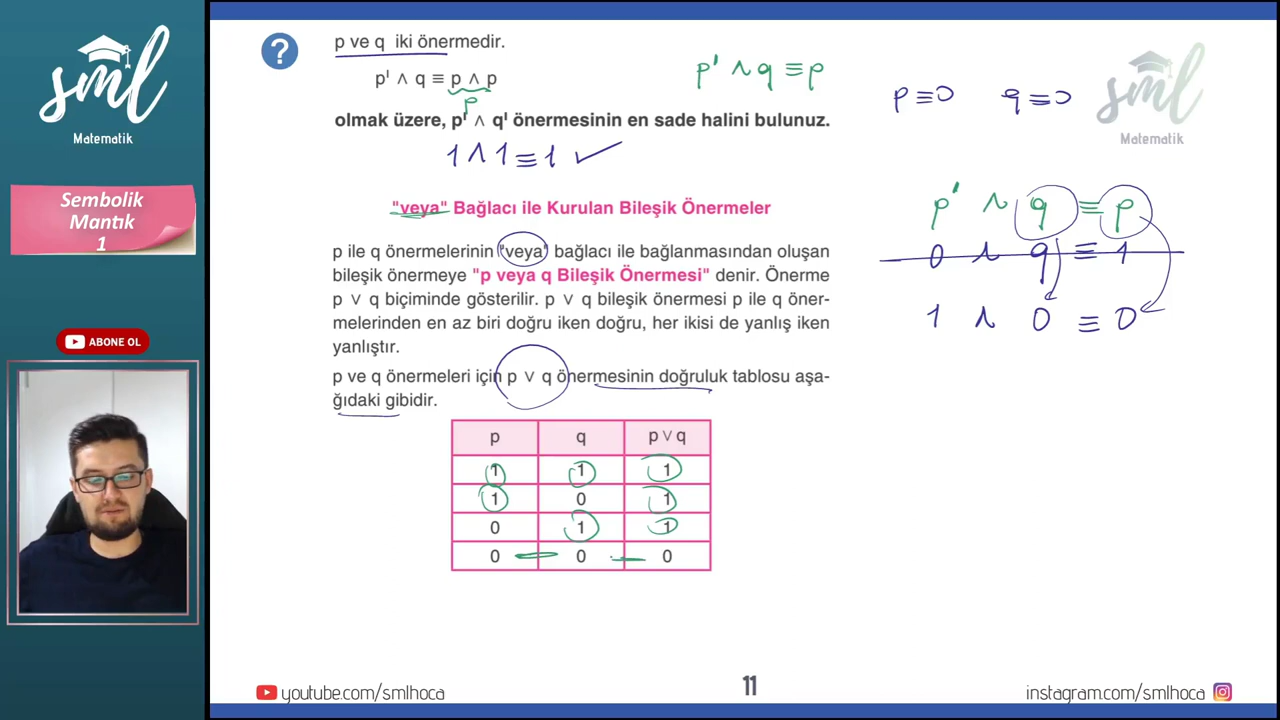 sml
Matematik
Sembolik
Mantık
1
ABONE OL
p ve q iki önermedir.
p' ∧ q ≡ p ∧ p
p
p' ∧ q ≡ p
p ≡ 0 q ≡ 0
sml
Matematik
olmak üzere, p' ∧ q' önermesinin en sade halini bulunuz.
1 ∧ 1 ≡ 1 ✓
"veya" Bağlacı ile Kurulan Bileşik Önermeler
p ile q önermelerinin "veya" bağlacı ile bağlanmasından oluşan
bileşik önermeye "p veya q Bileşik Önermesi" denir. Önerme
p ∨ q biçiminde gösterilir. p ∨ q bileşik önermesi p ile q öner-
melerinden en az biri doğru iken doğru, her ikisi de yanlış iken
yanlıştır.
p ve q önermeleri için p ∨ q önermesinin doğruluk tablosu aşa-
ğıdaki gibidir.
p q p ∨ q
1 1 1
1 0 1
0 1 1
0 0 0
p' ∧ q ≡ p
0 ∧ q ≡ 1
1 ∧ 0 ≡ 0
youtube.com/smlhoca
11
instagram.com/smlhoca